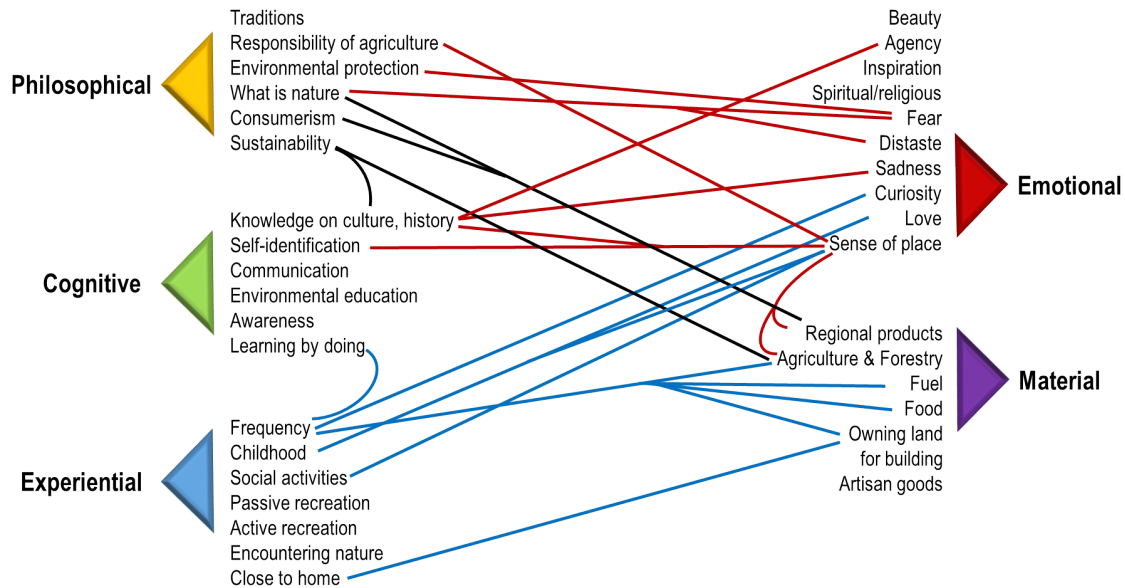 Philosophical
Traditions
Responsibility of agriculture
Environmental protection
What is nature
Consumerism
Sustainability
Cognitive
Knowledge on culture, history
Self-identification
Communication
Environmental education
Awareness
Learning by doing
Experiential
Frequency
Childhood
Social activities
Passive recreation
Active recreation
Encountering nature
Close to home
Beauty
Agency
Inspiration
Spiritual/religious
Fear
Distaste
Sadness
Curiosity
Love
Sense of place
Emotional
Regional products
Agriculture & Forestry
Fuel
Food
Owning land
for building
Artisan goods
Material